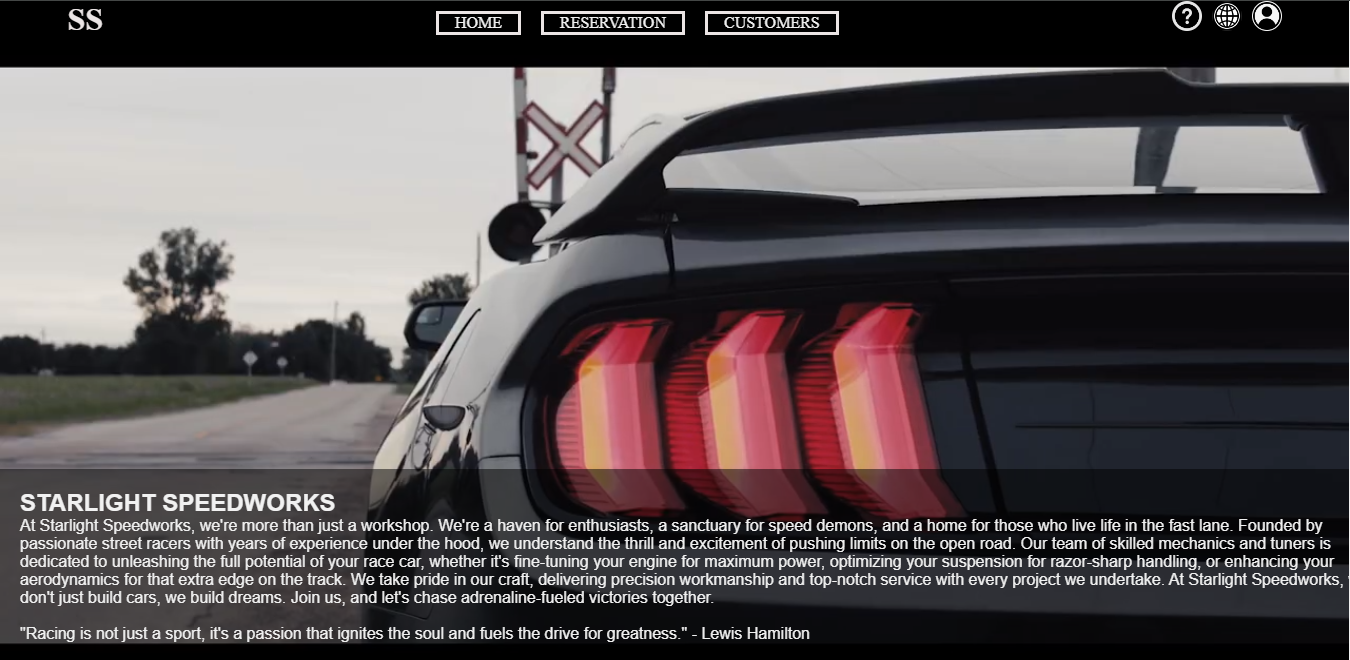 SS
HOME
RESERVATION
CUSTOMERS
?
STARLIGHT SPEEDWORKS
At Starlight Speedworks, we're more than just a workshop. We're a haven for enthusiasts, a sanctuary for speed demons, and a home for those who live life in the fast lane. Founded by
passionate street racers with years of experience under the hood, we understand the thrill and excitement of pushing limits on the open road. Our team of skilled mechanics and tuners is
dedicated to unleashing the full potential of your race car, whether it's fine-tuning your engine for maximum power, optimizing your suspension for razor-sharp handling, or enhancing your
aerodynamics for that extra edge on the track. We take pride in our craft, delivering precision workmanship and top-notch service with every project we undertake. At Starlight Speedworks,
don't just build cars, we build dreams. Join us, and let's chase adrenaline-fueled victories together.
"Racing is not just a sport, it's a passion that ignites the soul and fuels the drive for greatness." - Lewis Hamilton